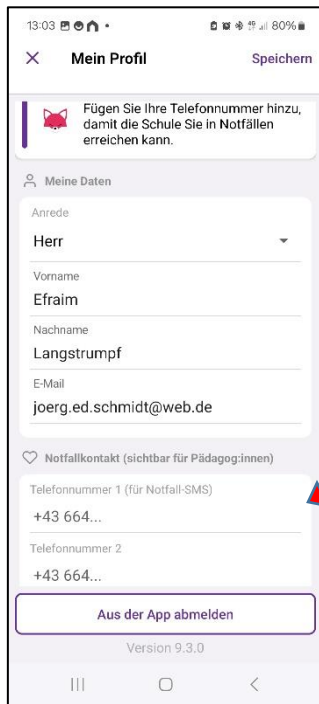 13:03
80%
Mein Profil
Speichern
Fügen Sie Ihre Telefonnummer hinzu,
damit die Schule Sie in Notfällen
erreichen kann.
Meine Daten
Anrede
Herr
Vorname
Efraim
Nachname
Langstrumpf
E-Mail
joerg.ed.schmidt@web.de
Notfallkontakt (sichtbar für Pädagog:innen)
Telefonnummer 1 (für Notfall-SMS)
+43 664...
Telefonnummer 2
+43 664...
Aus der App abmelden
Version 9.3.0